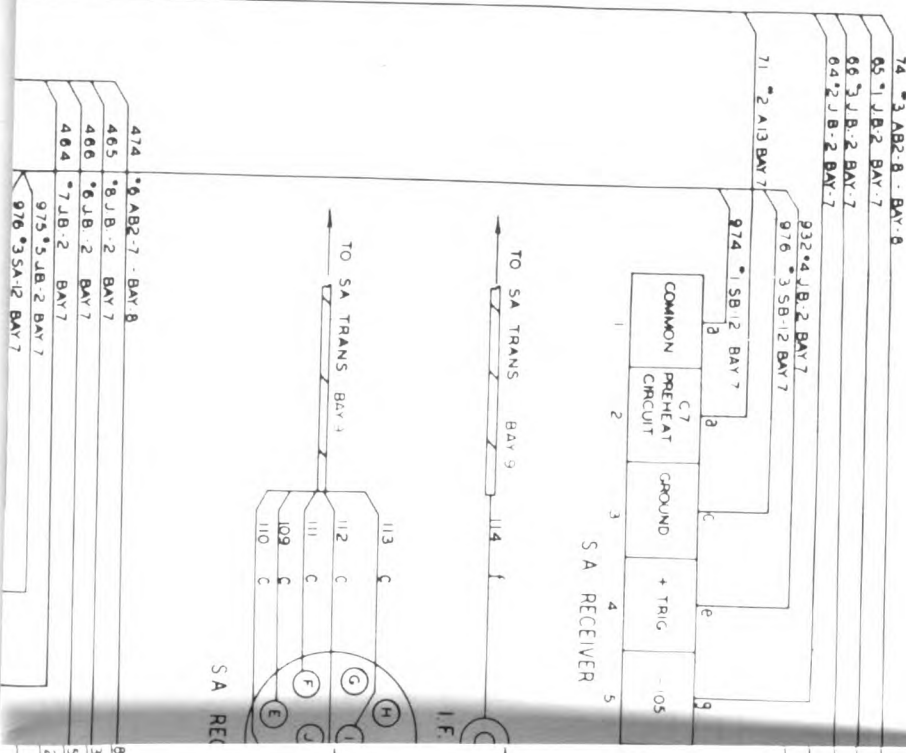 74 *3 AB2-8 - BAY-8
65 *1 J.B.-2 BAY-7
66 *3 J.B.-2 BAY-7
64 *2 J.B.-2 BAY-7
71 *2 A13 BAY 7
932 *4 J.B.-2 BAY 7
976 *3 SB-12 BAY 7
974 *1 SB-12 BAY 7
a
a
c
e
g
COMMON
C7
PREHEAT
CIRCUIT
GROUND
+ TRIG
-105
1
2
3
4
5
SA RECEIVER
TO SA TRANS BAY 9
114
f
I.F.
TO SA TRANS BAY 9
113 C
112 C
111 C
109 C
110 C
H
G
F
E
J
SA REC
474 *6 AB2-7 - BAY-8
465 *8 J.B.-2 BAY 7
466 *6 J.B.-2 BAY 7
464 *7 J.B.-2 BAY 7
975 *5 J.B.-2 BAY 7
976 *3 SA-12 BAY 7